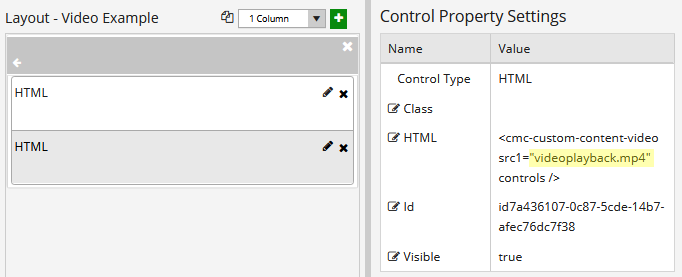 Layout - Video Example
1 Column
HTML
HTML
Control Property Settings
Name Value
Control Type HTML
Class
HTML <cmc-custom-content-video
src1="videoplayback.mp4"
controls />
Id id7a436107-0c87-5cde-14b7-
afec76dc7f38
Visible true